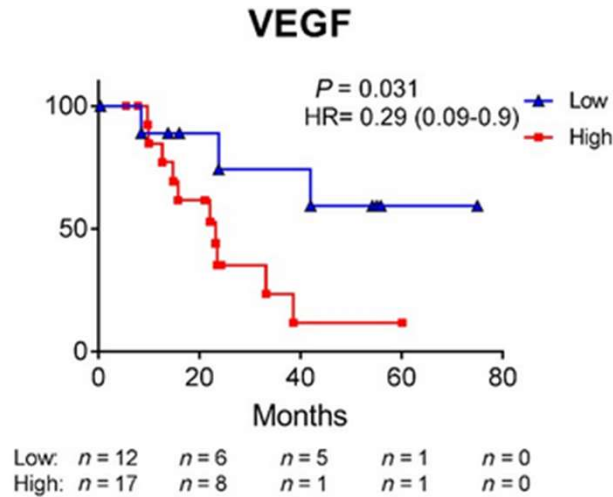 VEGF
P = 0.031
HR= 0.29 (0.09-0.9)
Low
High
100
50
0
0 20 40 60 80
Months
Low: n = 12 n = 6 n = 5 n = 1 n = 0
High: n = 17 n = 8 n = 1 n = 1 n = 0